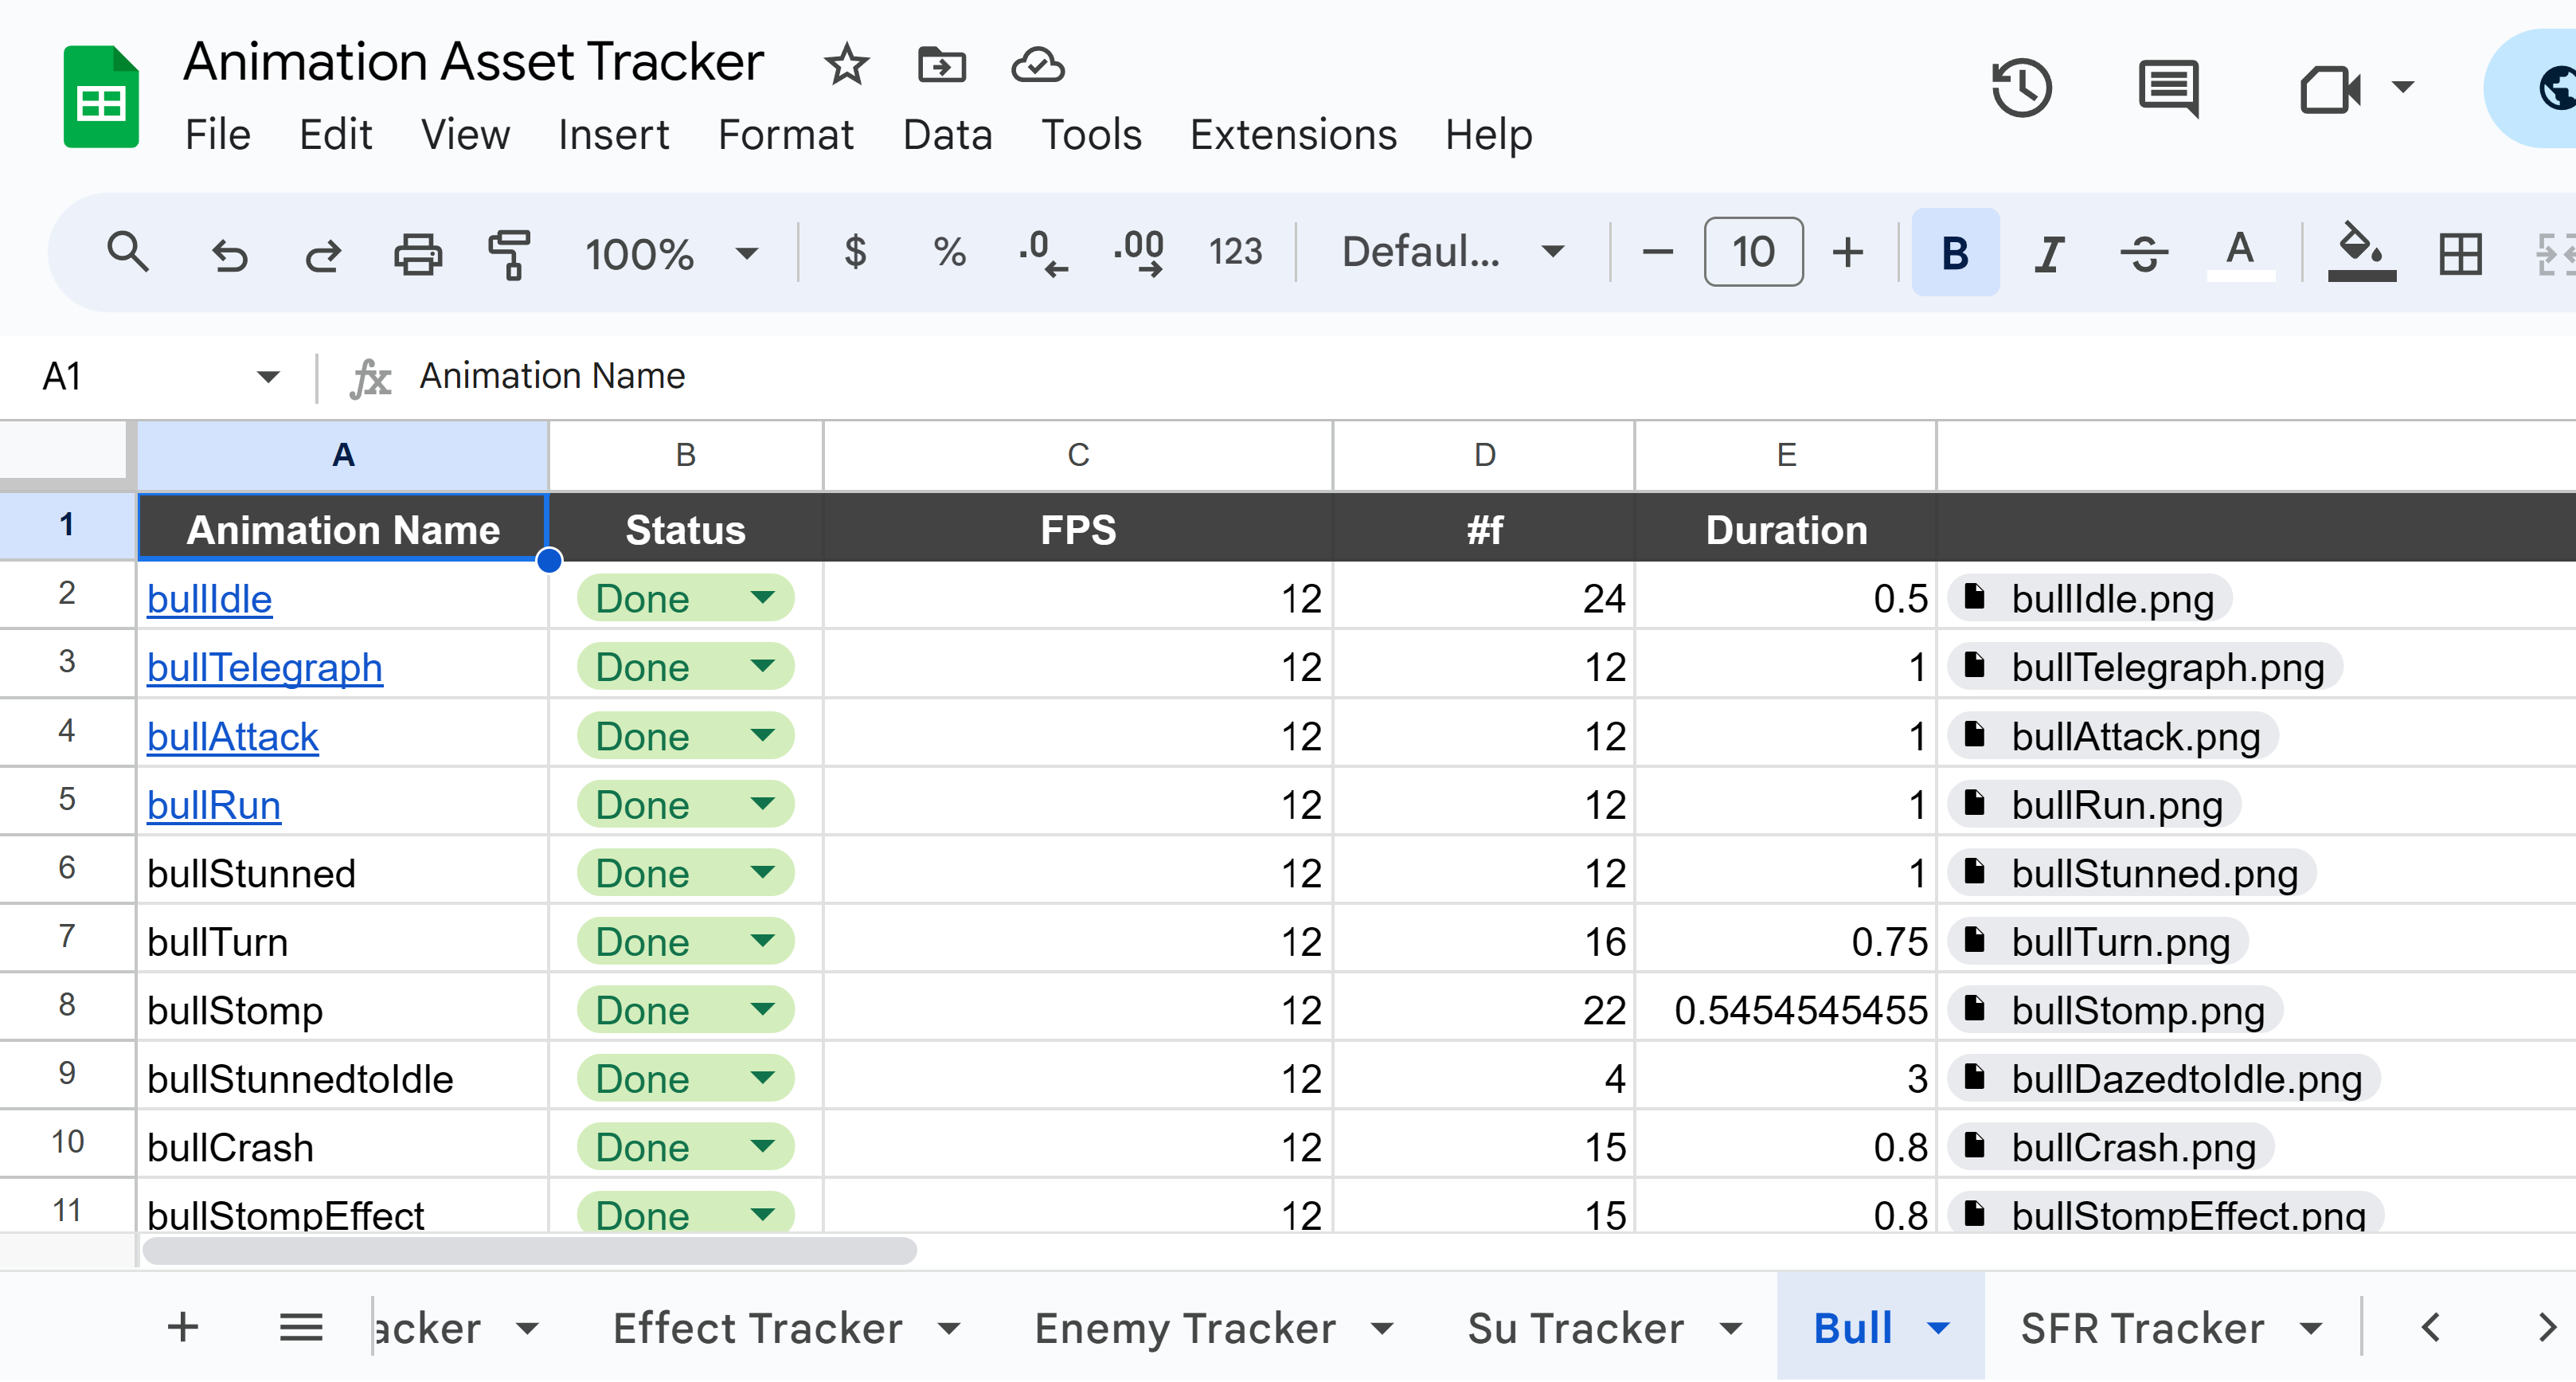 Animation Asset Tracker
File Edit View Insert Format Data Tools Extensions Help
100% $ % .0 .00 123 Defaul... 10 B I S A
A1 fx Animation Name
A B C D E
1 Animation Name Status FPS #f Duration
2 bullIdle Done 12 24 0.5 bullIdle.png
3 bullTelegraph Done 12 12 1 bullTelegraph.png
4 bullAttack Done 12 12 1 bullAttack.png
5 bullRun Done 12 12 1 bullRun.png
6 bullStunned Done 12 12 1 bullStunned.png
7 bullTurn Done 12 16 0.75 bullTurn.png
8 bullStomp Done 12 22 0.5454545455 bullStomp.png
9 bullStunnedtoIdle Done 12 4 3 bullDazedtoIdle.png
10 bullCrash Done 12 15 0.8 bullCrash.png
11 bullStompEffect Done 12 15 0.8 bullStompEffect.png
acker Effect Tracker Enemy Tracker Su Tracker Bull SFR Tracker